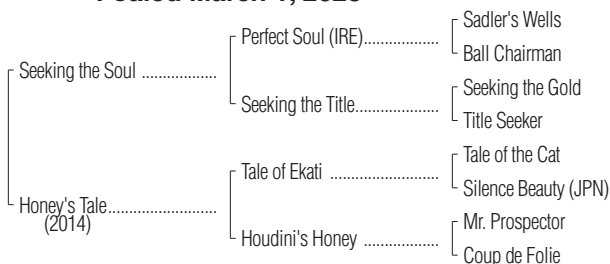 Foaled March
Sadler's Wells
Perfect Soul (IRE)..................
Ball Chairman
Seeking the Soul ..................
Seeking the Gold
Seeking the Title....................
Title Seeker
Tale of the Cat
Tale of Ekati ..........................
Silence Beauty (JPN)
Honey's Tale..........................
(2014)
Mr. Prospector
Houdini's Honey ..................
Coup de Folie